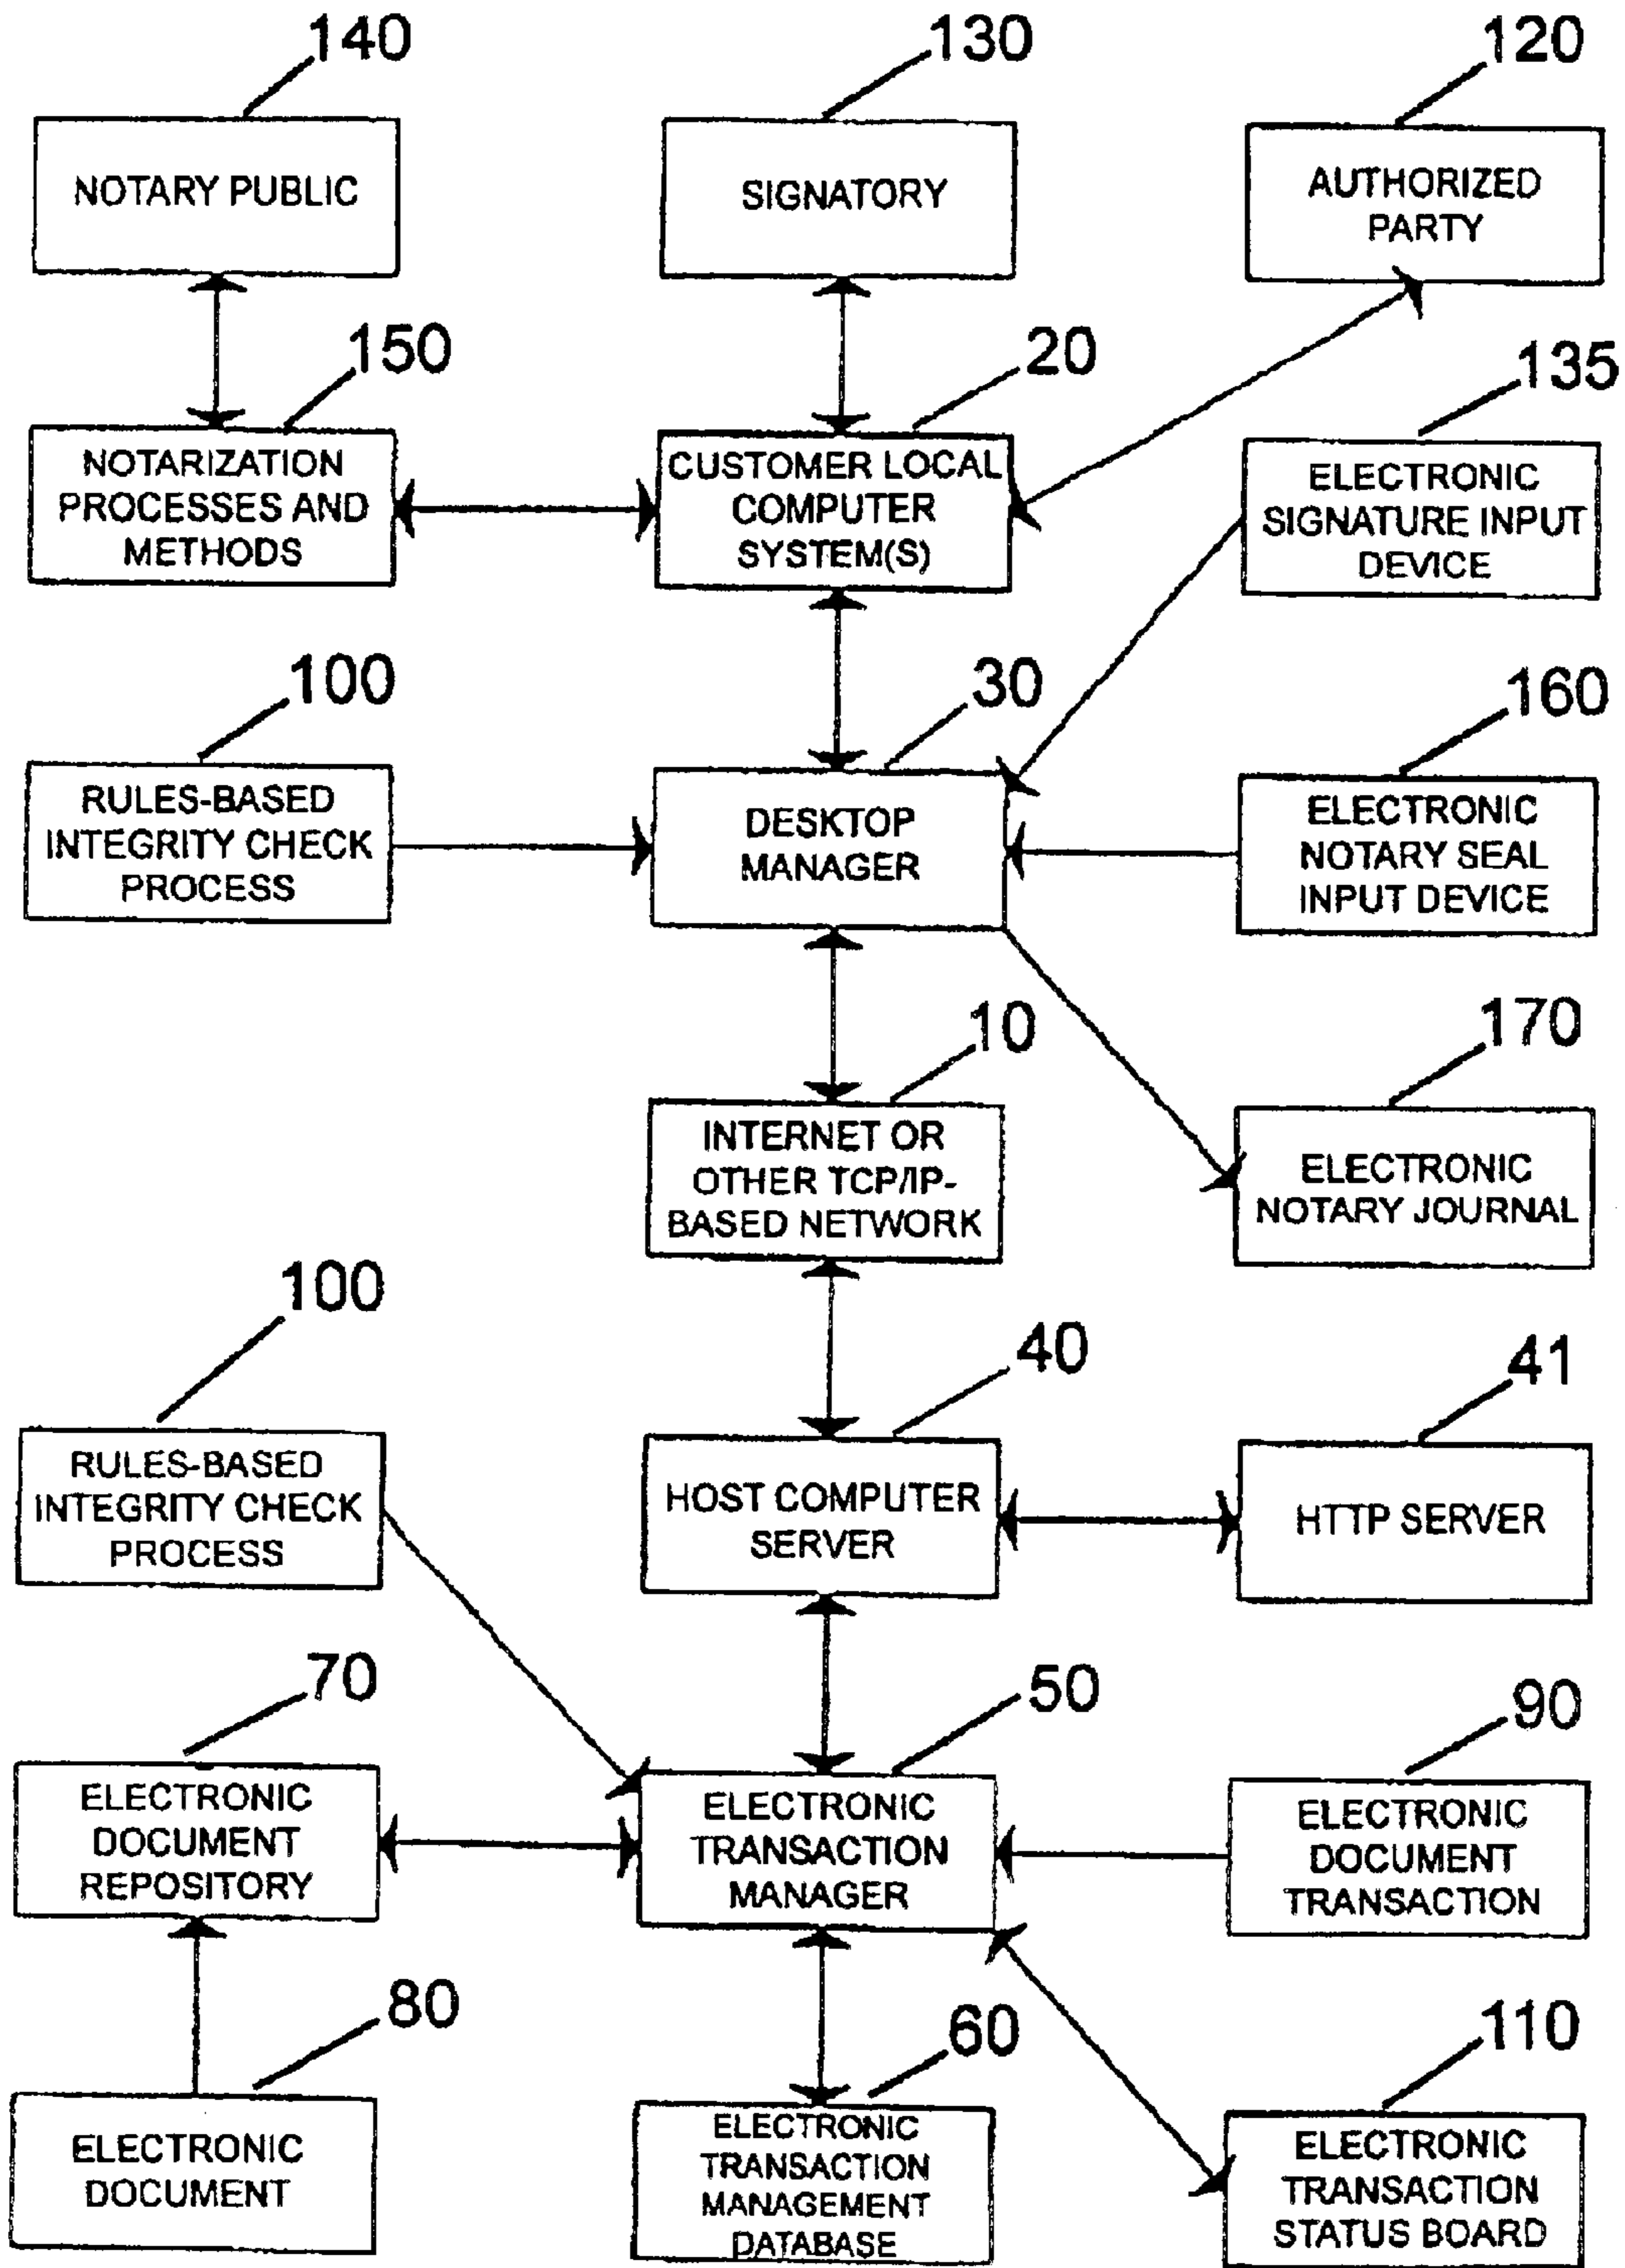 140
130
120
NOTARY PUBLIC
SIGNATORY
AUTHORIZED
PARTY
150
20
135
NOTARIZATION
PROCESSES AND
METHODS
CUSTOMER LOCAL
COMPUTER
SYSTEM(S)
ELECTRONIC
SIGNATURE INPUT
DEVICE
100
30
160
RULES-BASED
INTEGRITY CHECK
PROCESS
DESKTOP
MANAGER
ELECTRONIC
NOTARY SEAL
INPUT DEVICE
10
170
INTERNET OR
OTHER TCP/IP-
BASED NETWORK
ELECTRONIC
NOTARY JOURNAL
100
40
41
RULES-BASED
INTEGRITY CHECK
PROCESS
HOST COMPUTER
SERVER
HTTP SERVER
70
50
90
ELECTRONIC
DOCUMENT
REPOSITORY
ELECTRONIC
TRANSACTION
MANAGER
ELECTRONIC
DOCUMENT
TRANSACTION
80
60
110
ELECTRONIC
DOCUMENT
ELECTRONIC
TRANSACTION
MANAGEMENT
DATABASE
ELECTRONIC
TRANSACTION
STATUS BOARD